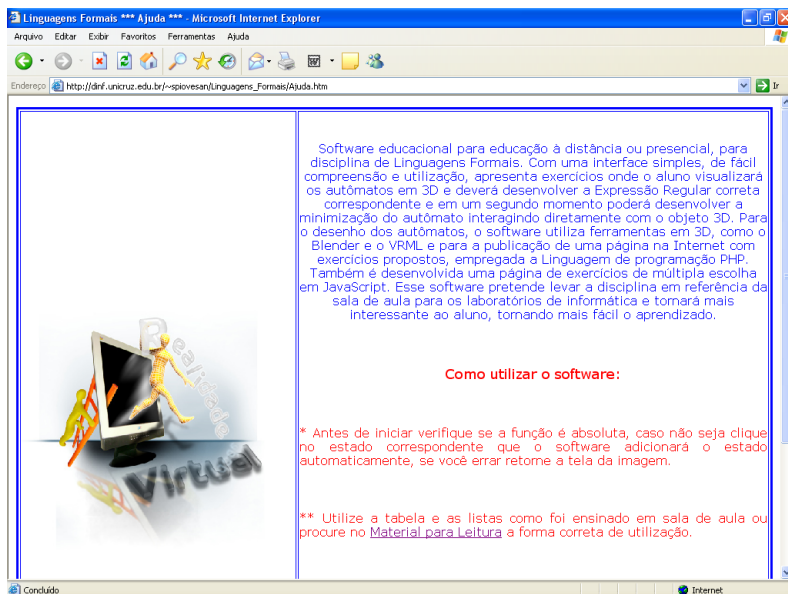 Linguagens Formais *** Ajuda *** - Microsoft Internet Explorer
Arquivo Editar Exibir Favoritos Ferramentas Ajuda
Endereço http://dinf.unicruz.edu.br/~spiovesan/Linguagens_Formais/Ajuda.htm Ir
Software educacional para educação à distância ou presencial, para
disciplina de Linguagens Formais. Com uma interface simples, de fácil
compreensão e utilização, apresenta exercícios onde o aluno visualizará
os autômatos em 3D e deverá desenvolver a Expressão Regular correta
correspondente e em um segundo momento poderá desenvolver a
minimização do autômato interagindo diretamente com o objeto 3D. Para
o desenho dos autômatos, o software utiliza ferramentas em 3D, como o
Blender e o VRML e para a publicação de uma página na Internet com
exercícios propostos, empregada a Linguagem de programação PHP.
Também é desenvolvida uma página de exercícios de múltipla escolha
em JavaScript. Esse software pretende levar a disciplina em referência da
sala de aula para os laboratórios de informática e tornará mais
interessante ao aluno, tornando mais fácil o aprendizado.
Realidade
Virtual
Como utilizar o software:
* Antes de iniciar verifique se a função é absoluta, caso não seja clique
no estado correspondente que o software adicionará o estado
automaticamente, se você errar retorne a tela da imagem.
** Utilize a tabela e as listas como foi ensinado em sala de aula ou
procure no Material para Leitura a forma correta de utilização.
Concluído Internet